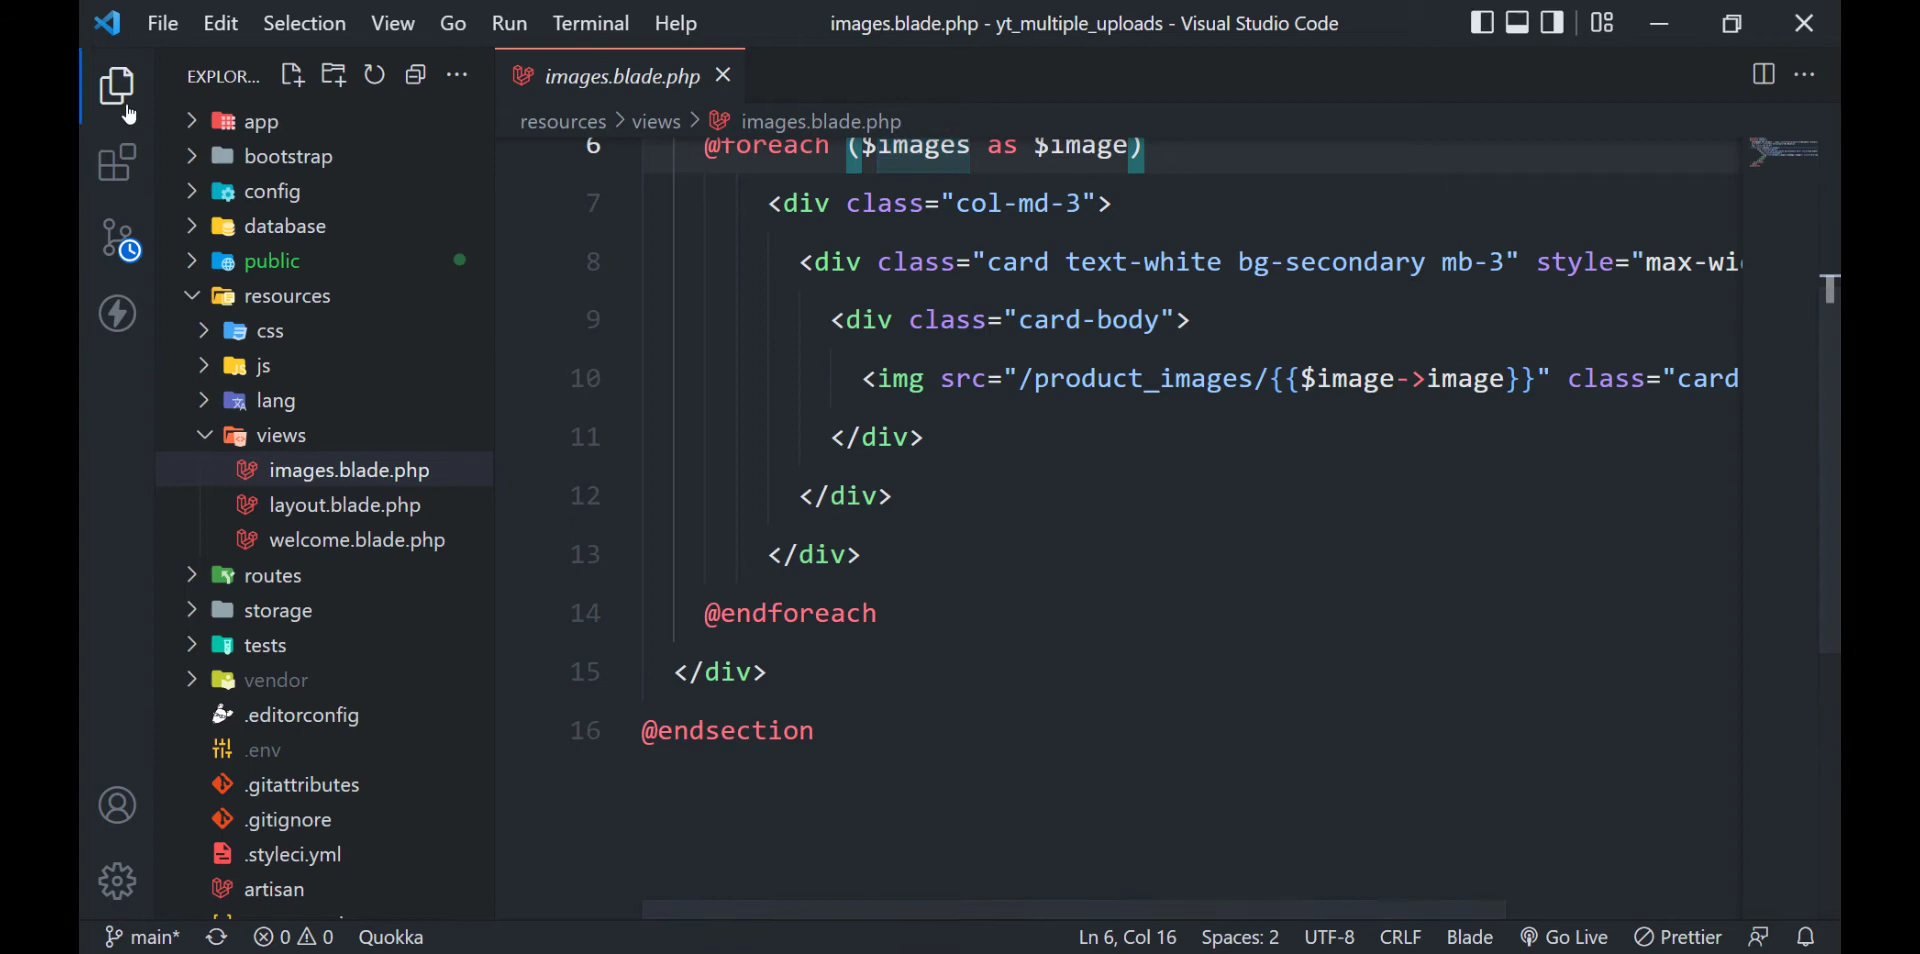 File Edit Selection View Go Run Terminal Help
images.blade.php - yt_multiple_uploads - Visual Studio Code
EXPLOR...
app
bootstrap
config
database
public
resources
css
js
lang
views
images.blade.php
layout.blade.php
welcome.blade.php
routes
storage
tests
vendor
.editorconfig
.env
.gitattributes
.gitignore
.styleci.yml
artisan
images.blade.php
resources > views > images.blade.php
6 @foreach ($images as $image)
7 <div class="col-md-3">
8 <div class="card text-white bg-secondary mb-3" style="max-wi
9 <div class="card-body">
10 <img src="/product_images/{{$image->image}}" class="card
11 </div>
12 </div>
13 </div>
14 @endforeach
15 </div>
16 @endsection
main* 0 0 Quokka Ln 6, Col 16 Spaces: 2 UTF-8 CRLF Blade Go Live Prettier